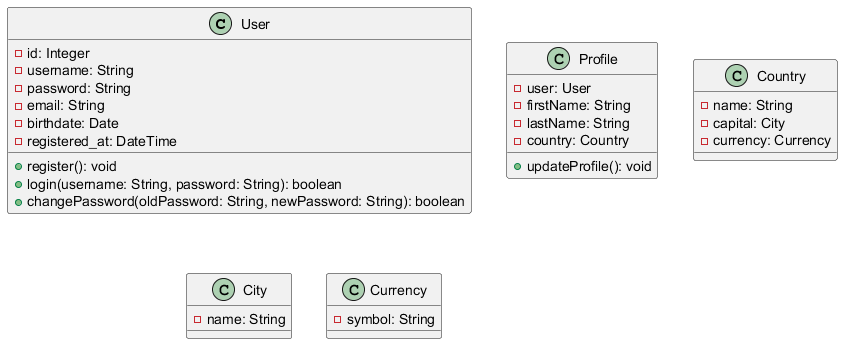 C User
id: Integer
username: String
password: String
email: String
birthdate: Date
registered_at: DateTime
register(): void
login(username: String, password: String): boolean
changePassword(oldPassword: String, newPassword: String): boolean
C Profile
user: User
firstName: String
lastName: String
country: Country
updateProfile(): void
C Country
name: String
capital: City
currency: Currency
C City
name: String
C Currency
symbol: String